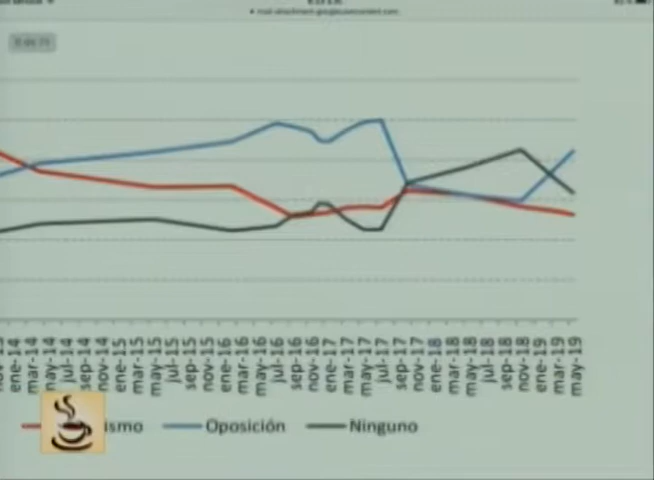 ene-14
mar-14
may-14
jul-14
sep-14
nov-14
ene-15
mar-15
may-15
jul-15
sep-15
nov-15
ene-16
mar-16
may-16
jul-16
sep-16
nov-16
ene-17
mar-17
may-17
jul-17
sep-17
nov-17
ene-18
mar-18
may-18
jul-18
sep-18
nov-18
ene-19
mar-19
may-19
ismo Oposición Ninguno